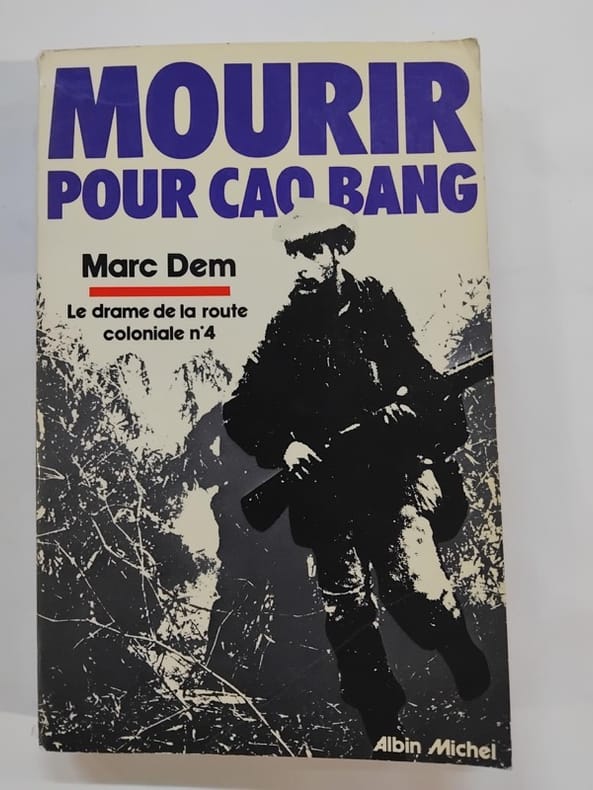 MOURIR
POUR CAO BANG
Marc Dem
Le drame de la route
coloniale n°4
Albin Michel